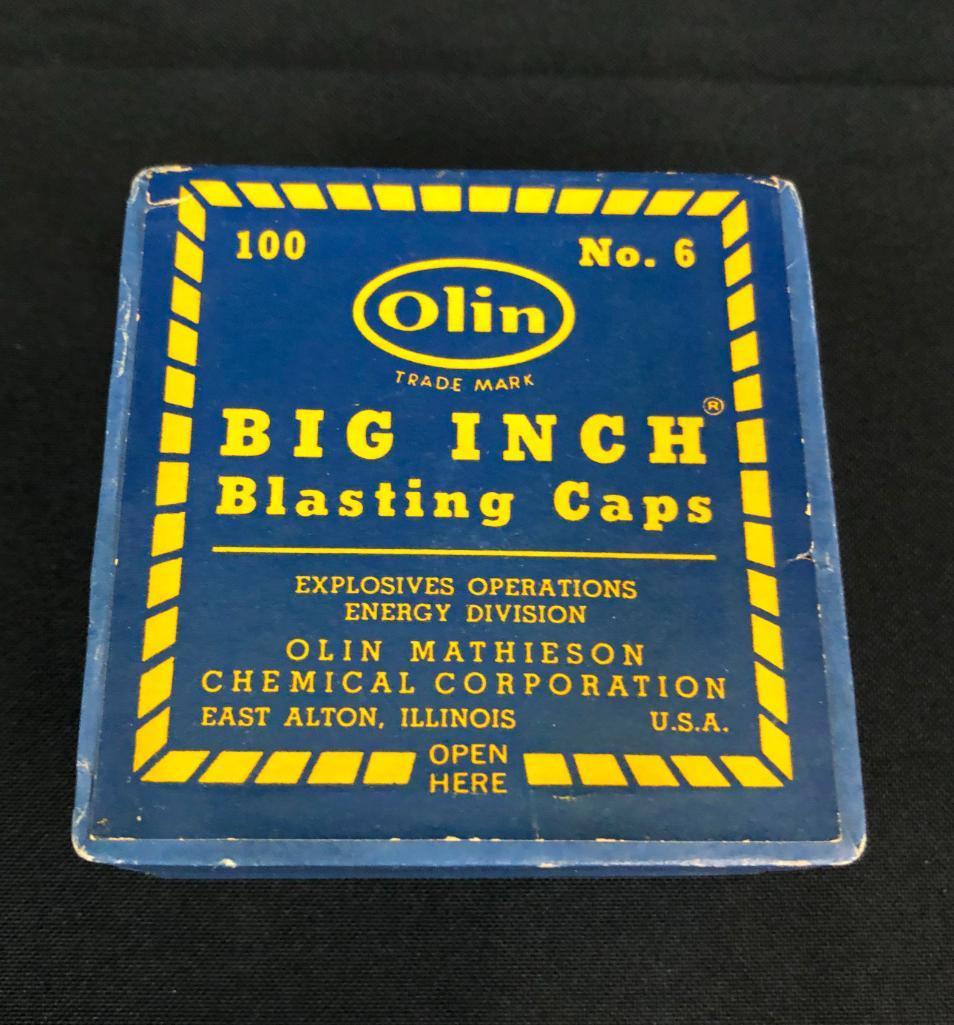 100 No. 6
Olin
TRADE MARK
BIG INCH®
Blasting Caps
EXPLOSIVES OPERATIONS
ENERGY DIVISION
OLIN MATHIESON
CHEMICAL CORPORATION
EAST ALTON, ILLINOIS U.S.A.
OPEN
HERE